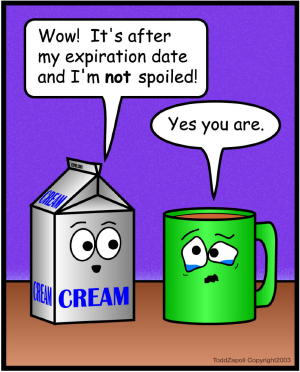 Wow!  It's after
my expiration date
and I'm not spoiled!
Yes you are.
CREAM
CREAM
CREAM
ToddZapoli Copyright2003